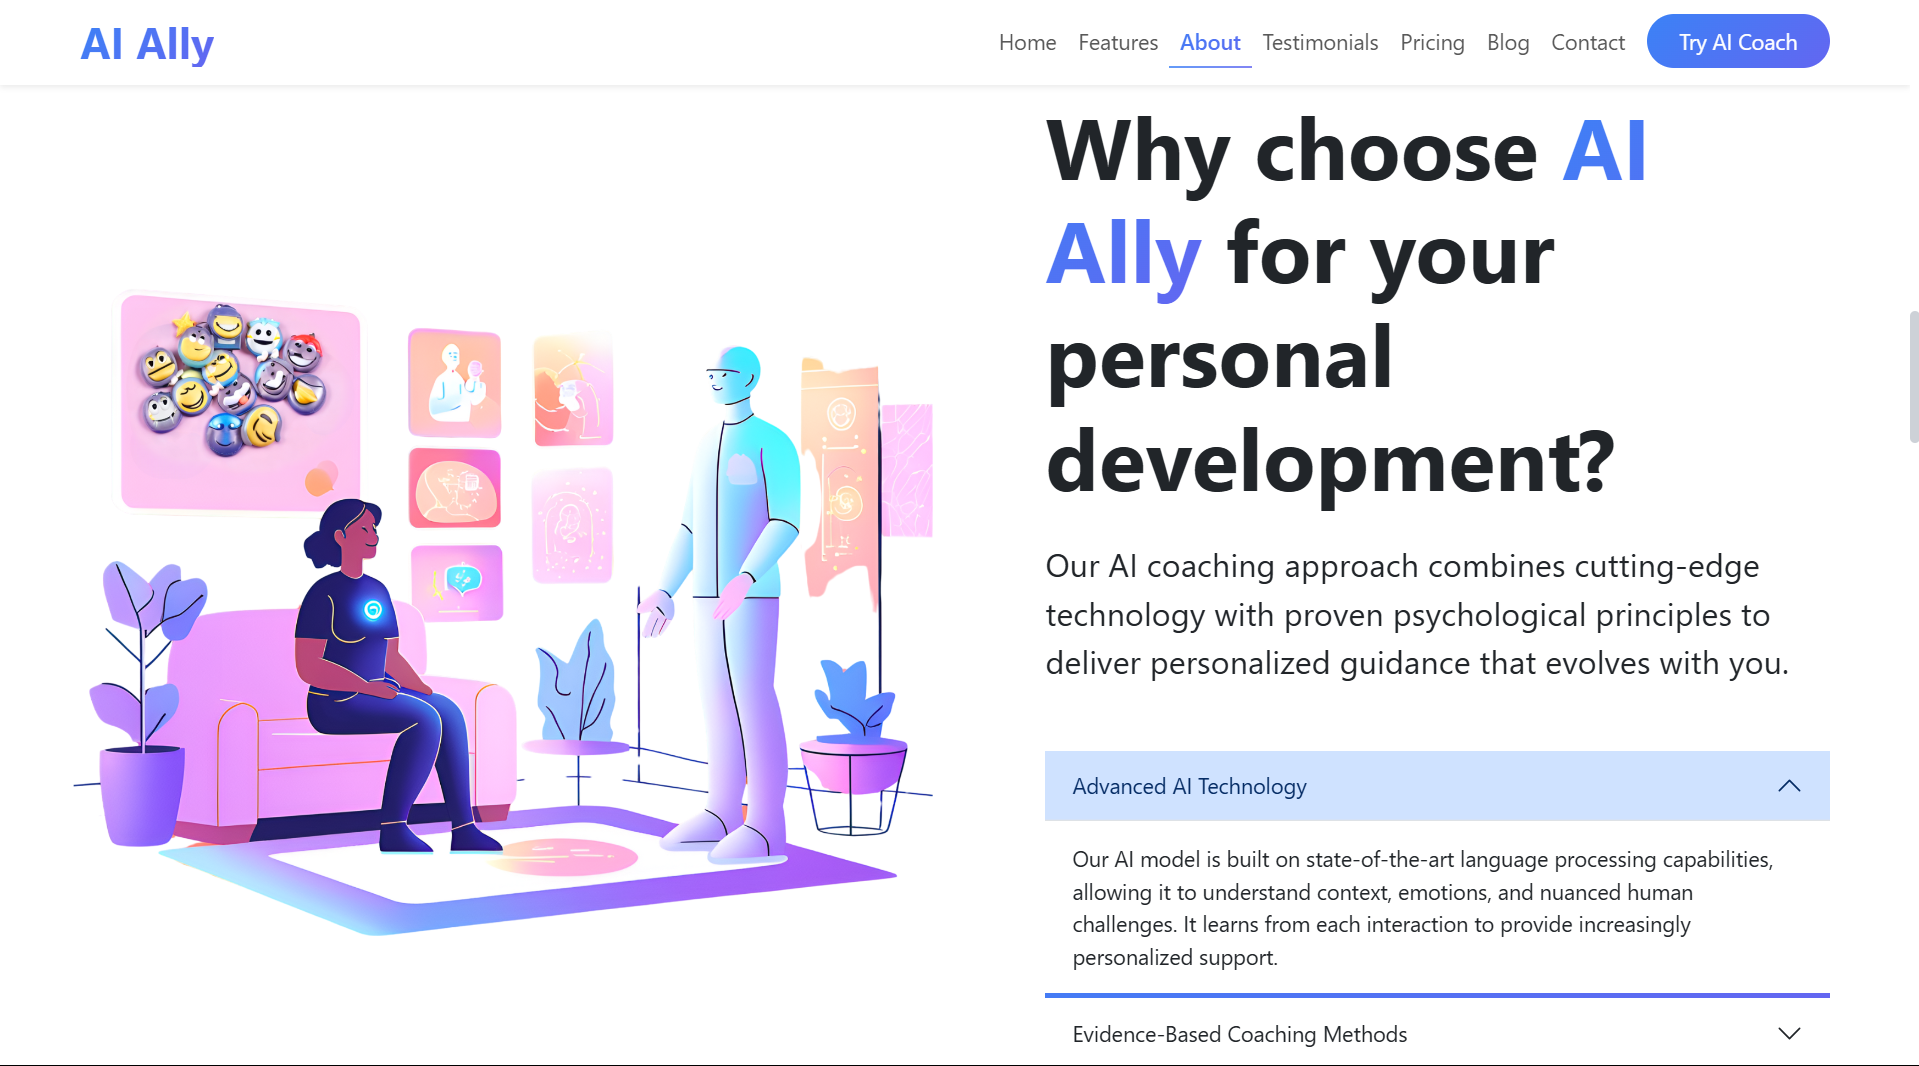 AI Ally
Home Features About Testimonials Pricing Blog Contact Try AI Coach
Why choose AI
Ally for your
personal
development?
Our AI coaching approach combines cutting-edge
technology with proven psychological principles to
deliver personalized guidance that evolves with you.
Advanced AI Technology
Our AI model is built on state-of-the-art language processing capabilities,
allowing it to understand context, emotions, and nuanced human
challenges. It learns from each interaction to provide increasingly
personalized support.
Evidence-Based Coaching Methods